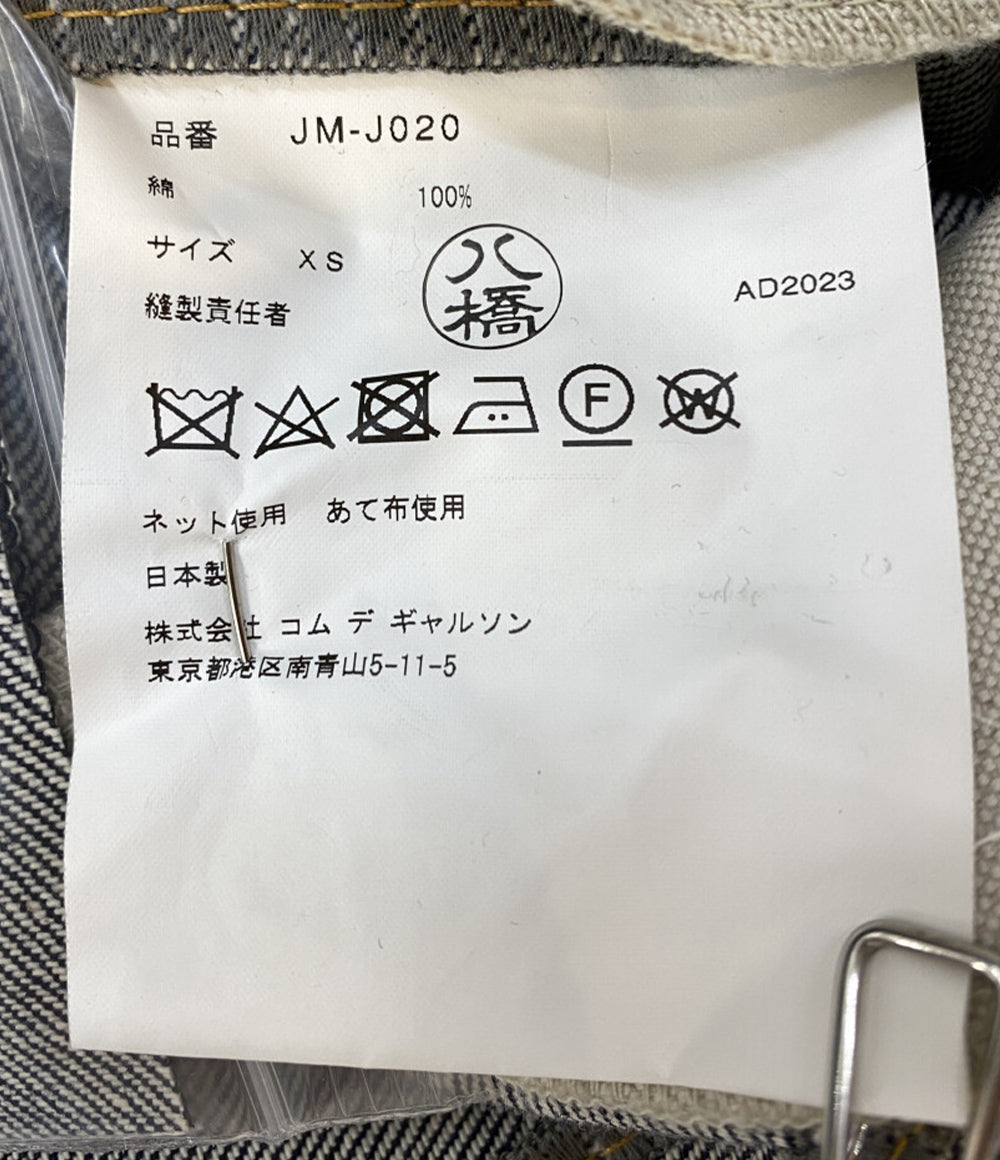 品番 JM-J020
綿 100%
サイズ XS
八橋
縫製責任者
AD2023
F W
ネット使用 あて布使用
日本製
株式会社 コム デ ギャルソン
東京都港区南青山5-11-5